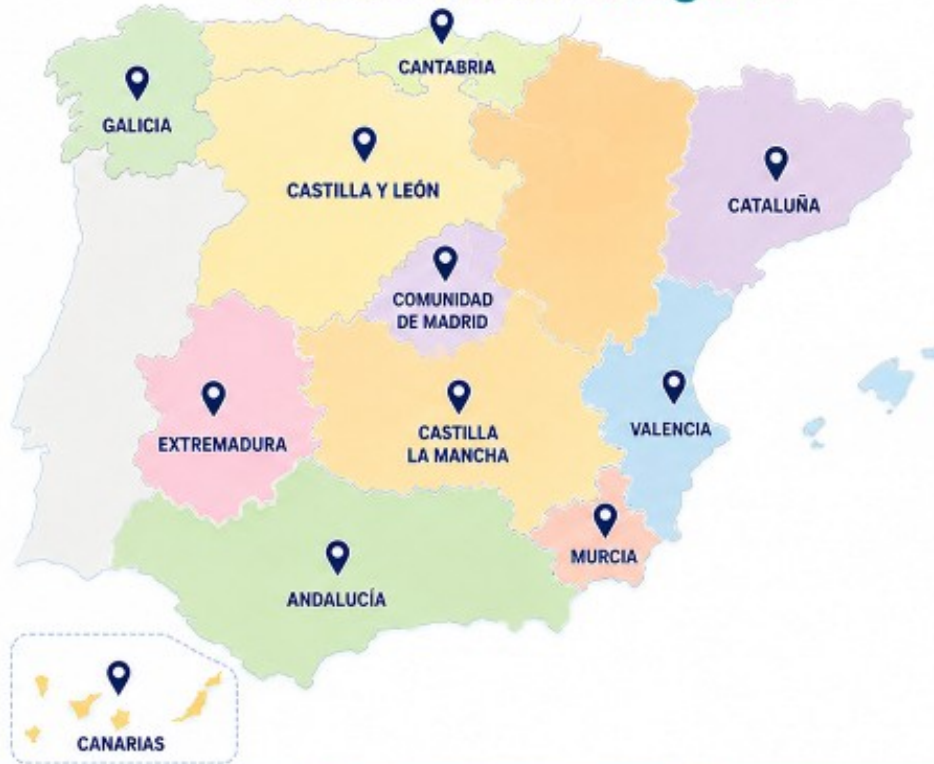 CANTABRIA
GALICIA
CASTILLA Y LEÓN
CATALUÑA
COMUNIDAD
DE MADRID
EXTREMADURA
CASTILLA
LA MANCHA
VALENCIA
MURCIA
ANDALUCÍA
CANARIAS